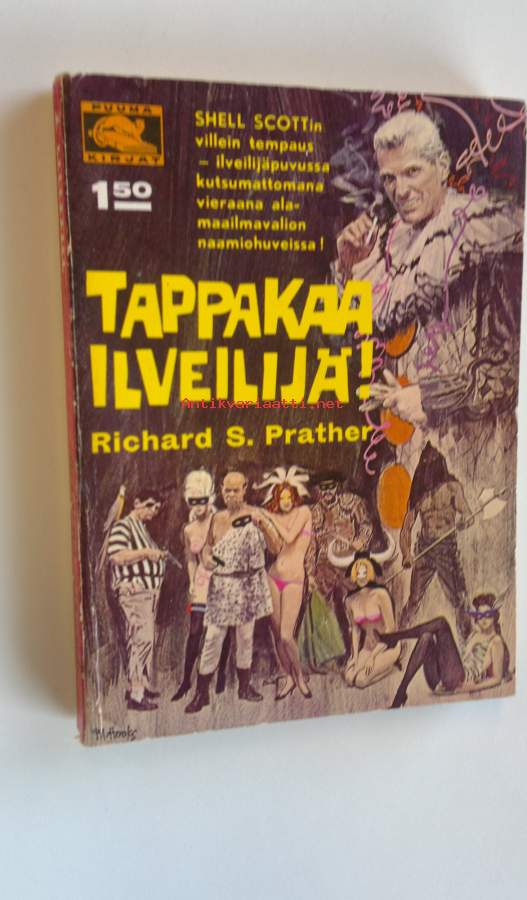 PUUMA
KIRJAT
1.50
SHELL SCOTTin
villein tempaus
— ilveilijäpuvussa
kutsumattomana
vieraana ala-
maailmavalion
naamiohuveissa!
TAPPAKAA
ILVEILIJÄ!
Antikvariaatti.net
Richard S. Prather